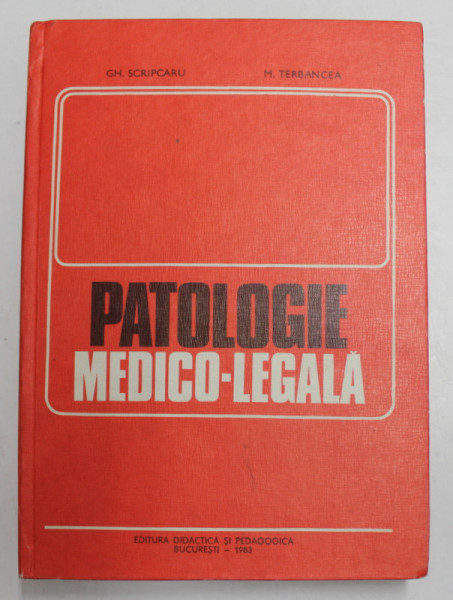 GH. SCRIPCARU M. TERBANCEA
PATOLOGIE
MEDICO-LEGALĂ
EDITURA DIDACTICA ȘI PEDAGOGICA
BUCUREȘTI – 1983